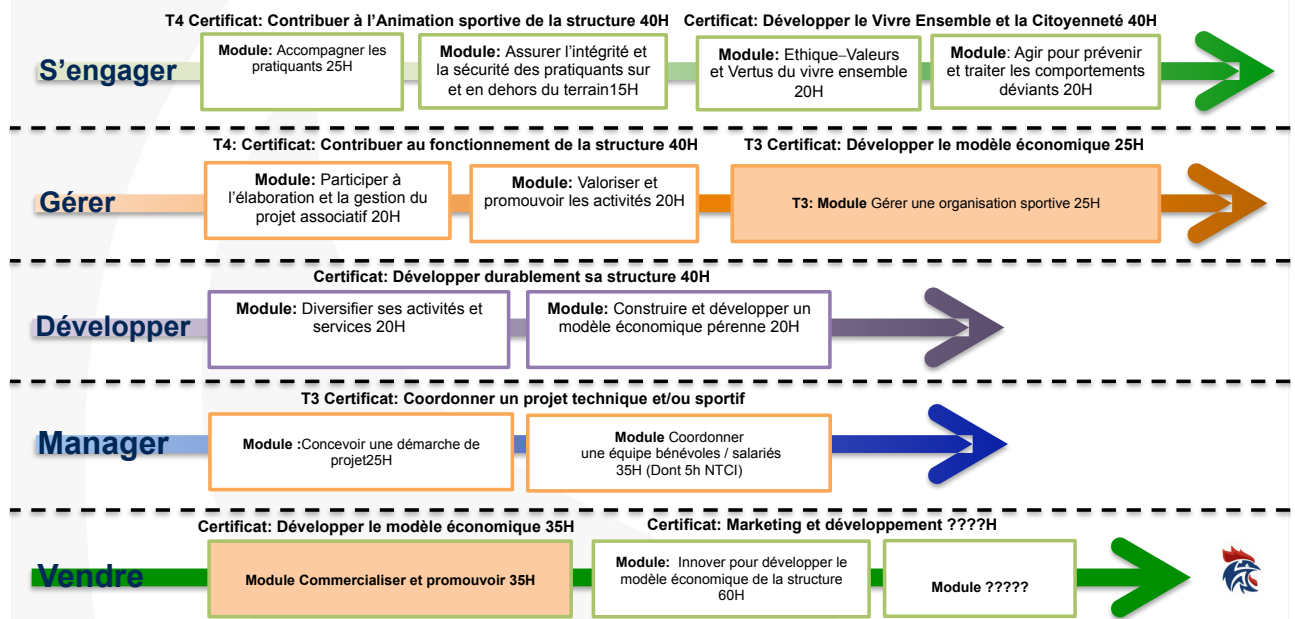 T4 Certificat: Contribuer à l’Animation sportive de la structure 40H
Certificat: Développer le Vivre Ensemble et la Citoyenneté 40H
S’engager
Module: Accompagner les
pratiquants 25H
Module: Assurer l’intégrité et
la sécurité des pratiquants sur
et en dehors du terrain15H
Module: Ethique–Valeurs
et Vertus du vivre ensemble
20H
Module: Agir pour prévenir
et traiter les comportements
déviants 20H
T4: Certificat: Contribuer au fonctionnement de la structure 40H
T3 Certificat: Développer le modèle économique 25H
Gérer
Module: Participer à
l’élaboration et la gestion du
projet associatif 20H
Module: Valoriser et
promouvoir les activités 20H
T3: Module Gérer une organisation sportive 25H
Certificat: Développer durablement sa structure 40H
Développer
Module: Diversifier ses activités et
services 20H
Module: Construire et développer un
modèle économique pérenne 20H
T3 Certificat: Coordonner un projet technique et/ou sportif
Manager
Module :Concevoir une démarche de
projet25H
Module Coordonner
une équipe bénévoles / salariés
35H (Dont 5h NTCI)
Certificat: Développer le modèle économique 35H
Certificat: Marketing et développement ????H
Vendre
Module Commercialiser et promouvoir 35H
Module: Innover pour développer le
modèle économique de la structure
60H
Module ?????